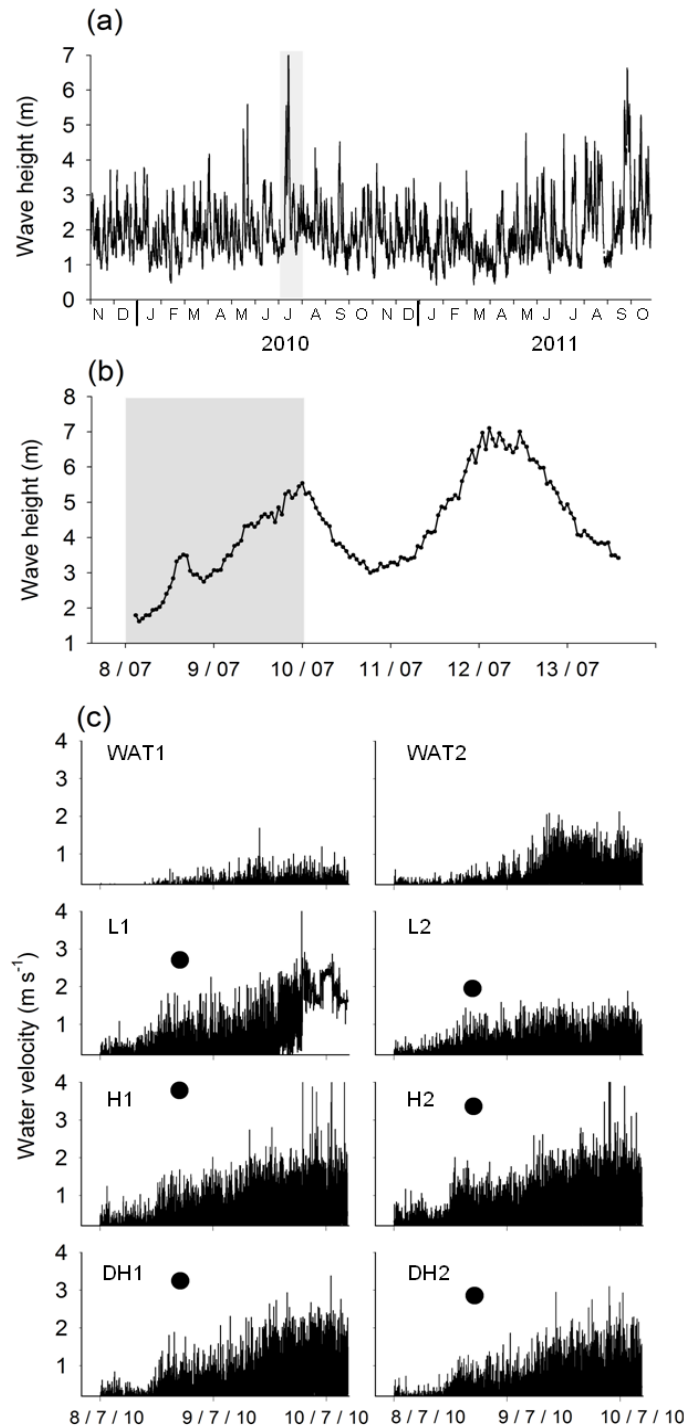 (a)
7
6
5
4
3
2
1
0
Wave height (m)
N D J F M A M J J A S O N D J F M A M J J A S O
2010 2011
(b)
8
7
6
5
4
3
2
1
Wave height (m)
8 / 07 9 / 07 10 / 07 11 / 07 12 / 07 13 / 07
(c)
Water velocity (m s-1)
4
3
2
1
WAT1 WAT2
4
3
2
1
L1 L2
4
3
2
1
H1 H2
4
3
2
1
DH1 DH2
8 / 7 / 10 9 / 7 / 10 10 / 7 / 10 8 / 7 / 10 9 / 7 / 10 10 / 7 / 10